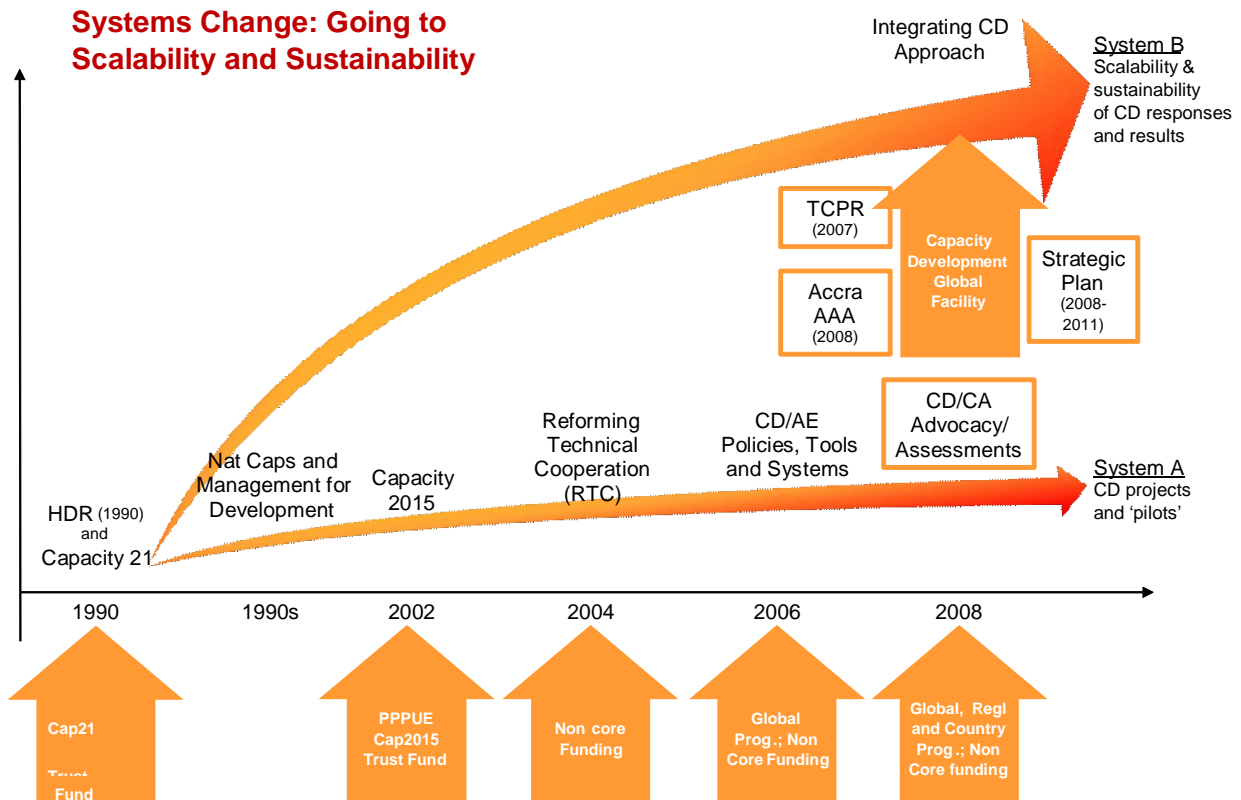 Systems Change: Going to
Scalability and Sustainability
Integrating CD
Approach
System B
Scalability &
sustainability
of CD responses
and results
TCPR
(2007)
Accra
AAA
(2008)
Capacity
Development
Global
Facility
Strategic
Plan
(2008-
2011)
CD/CA
Advocacy/
Assessments
HDR (1990)
and
Capacity 21
Nat Caps and
Management for
Development
Capacity
2015
Reforming
Technical
Cooperation
(RTC)
CD/AE
Policies, Tools
and Systems
System A
CD projects
and ‘pilots’
1990
1990s
2002
2004
2006
2008
Cap21
Trust
Fund
PPPUE
Cap2015
Trust Fund
Non core
Funding
Global
Prog.; Non
Core Funding
Global, Regl
and Country
Prog.; Non
Core funding